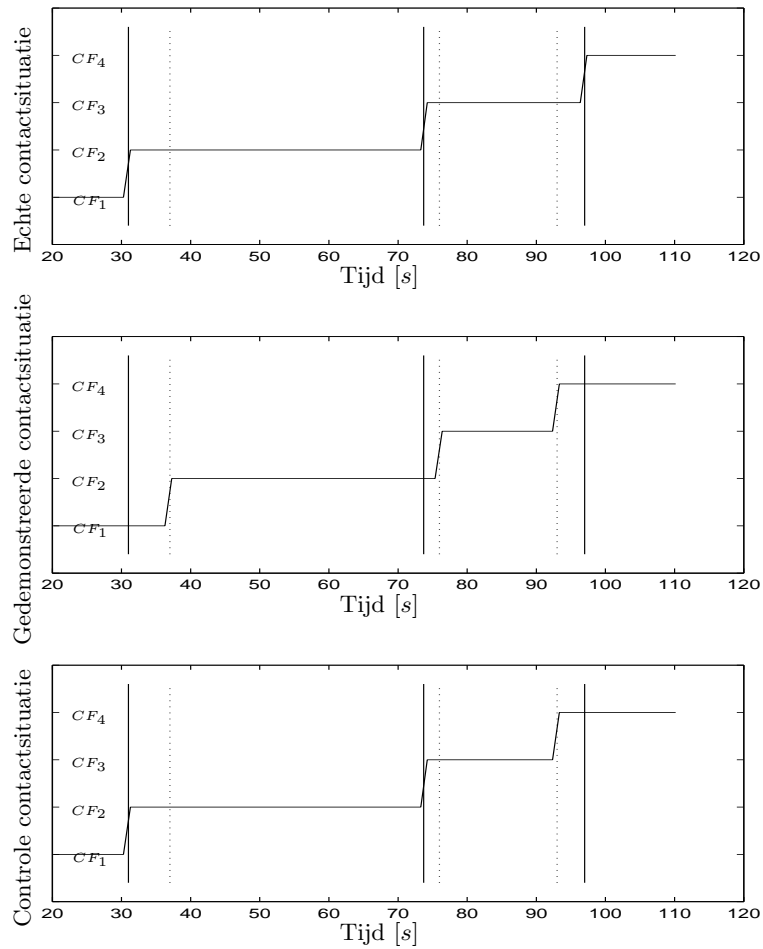 Echte contactsituatie
CF4
CF3
CF2
CF1
20 30 40 50 60 70 80 90 100 110 120
Tijd [s]
Gedemonstreerde contactsituatie
CF4
CF3
CF2
CF1
20 30 40 50 60 70 80 90 100 110 120
Tijd [s]
Controle contactsituatie
CF4
CF3
CF2
CF1
20 30 40 50 60 70 80 90 100 110 120
Tijd [s]